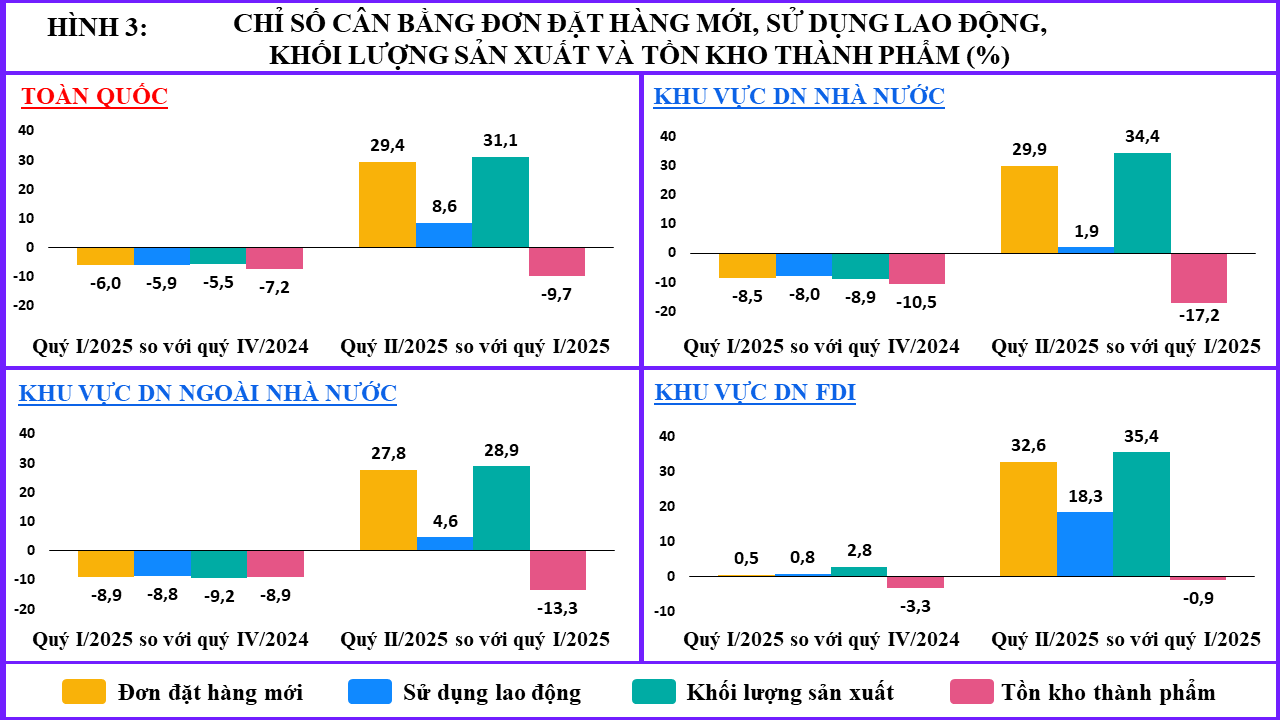 HÌNH 3:
CHỈ SỐ CÂN BẰNG ĐƠN ĐẶT HÀNG MỚI, SỬ DỤNG LAO ĐỘNG,
KHỐI LƯỢNG SẢN XUẤT VÀ TỒN KHO THÀNH PHẨM (%)
TOÀN QUỐC
40
30
20
10
0
-10
-20
-6,0 -5,9 -5,5 -7,2
29,4 8,6 31,1 -9,7
Quý I/2025 so với quý IV/2024 Quý II/2025 so với quý I/2025
KHU VỰC DN NHÀ NƯỚC
40
30
20
10
0
-10
-20
-8,5 -8,0 -8,9 -10,5
29,9 1,9 34,4 -17,2
Quý I/2025 so với quý IV/2024 Quý II/2025 so với quý I/2025
KHU VỰC DN NGOÀI NHÀ NƯỚC
40
30
20
10
0
-10
-20
-8,9 -8,8 -9,2 -8,9
27,8 4,6 28,9 -13,3
Quý I/2025 so với quý IV/2024 Quý II/2025 so với quý I/2025
KHU VỰC DN FDI
40
30
20
10
0
-10
0,5 0,8 2,8 -3,3
32,6 18,3 35,4 -0,9
Quý I/2025 so với quý IV/2024 Quý II/2025 so với quý I/2025
Đơn đặt hàng mới Sử dụng lao động Khối lượng sản xuất Tồn kho thành phẩm